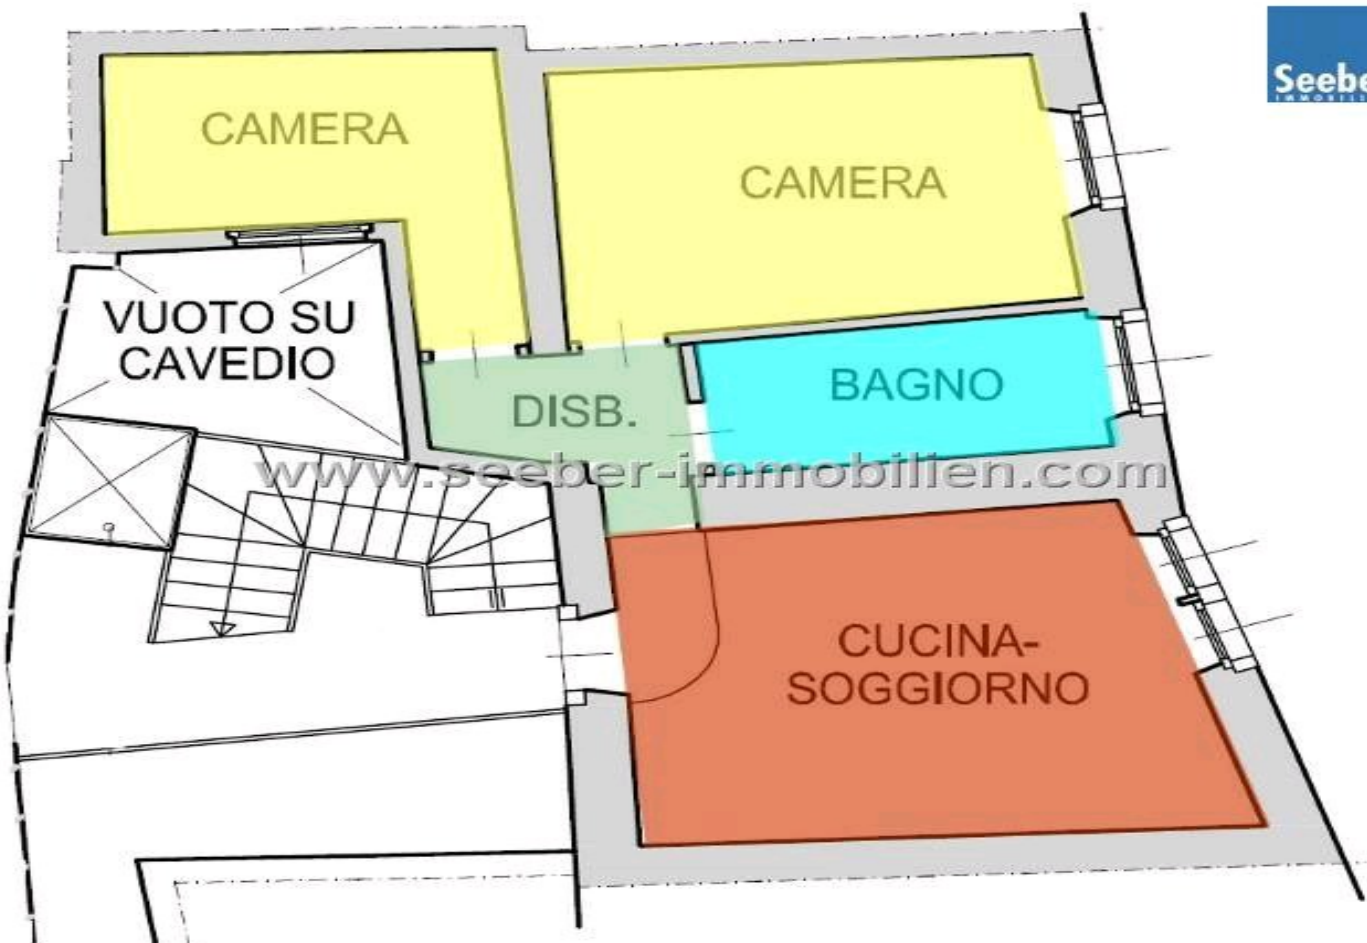 Seebe
CAMERA
CAMERA
VUOTO SU
CAVEDIO
DISB.
BAGNO
www.seeber-immobilien.com
CUCINA-
SOGGIORNO